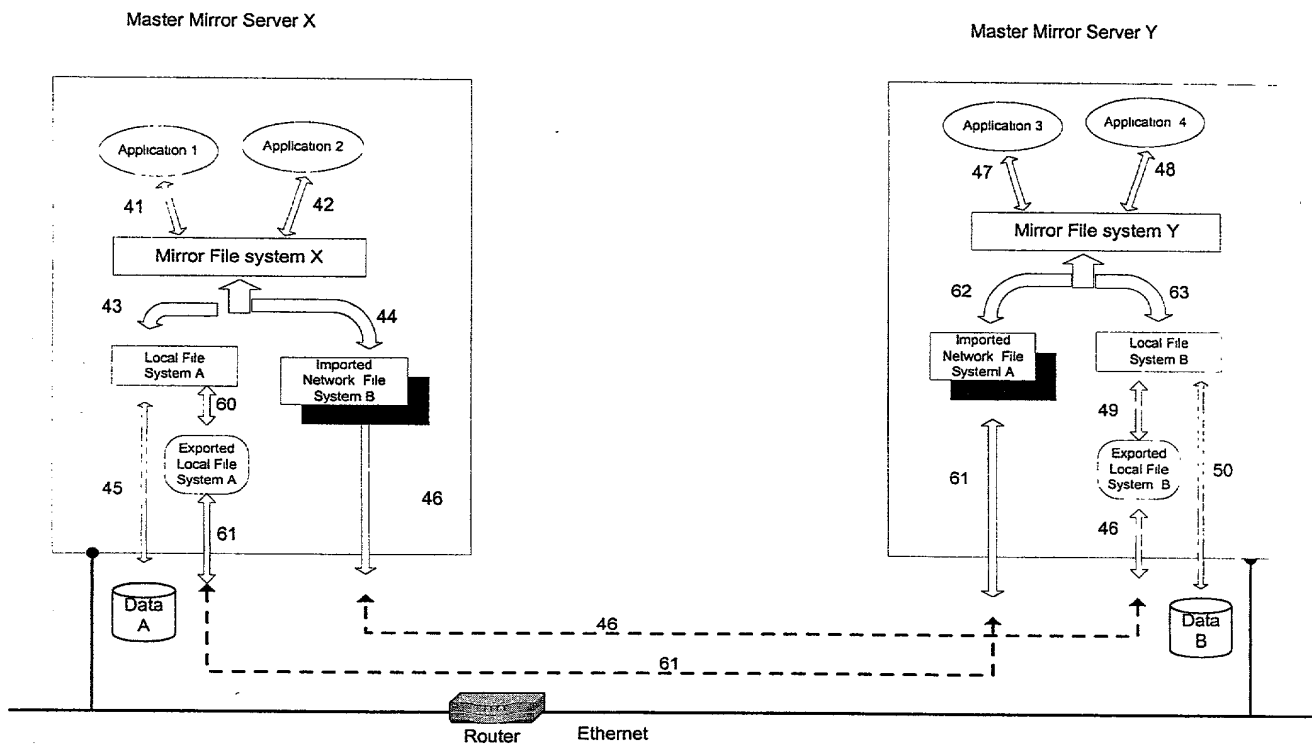 Master Mirror Server X
Master Mirror Server Y
Application 1
Application 2
Application 3
Application 4
41
42
47
48
Mirror File system X
Mirror File system Y
43
44
62
63
Local File
System A
Imported
Network File
System B
Imported
Network File
Systeml A
Local File
System B
60
49
Exported
Local File
System A
Exported
Local File
System B
45
46
61
50
61
46
Data
A
Data
B
46
61
Router
Ethernet